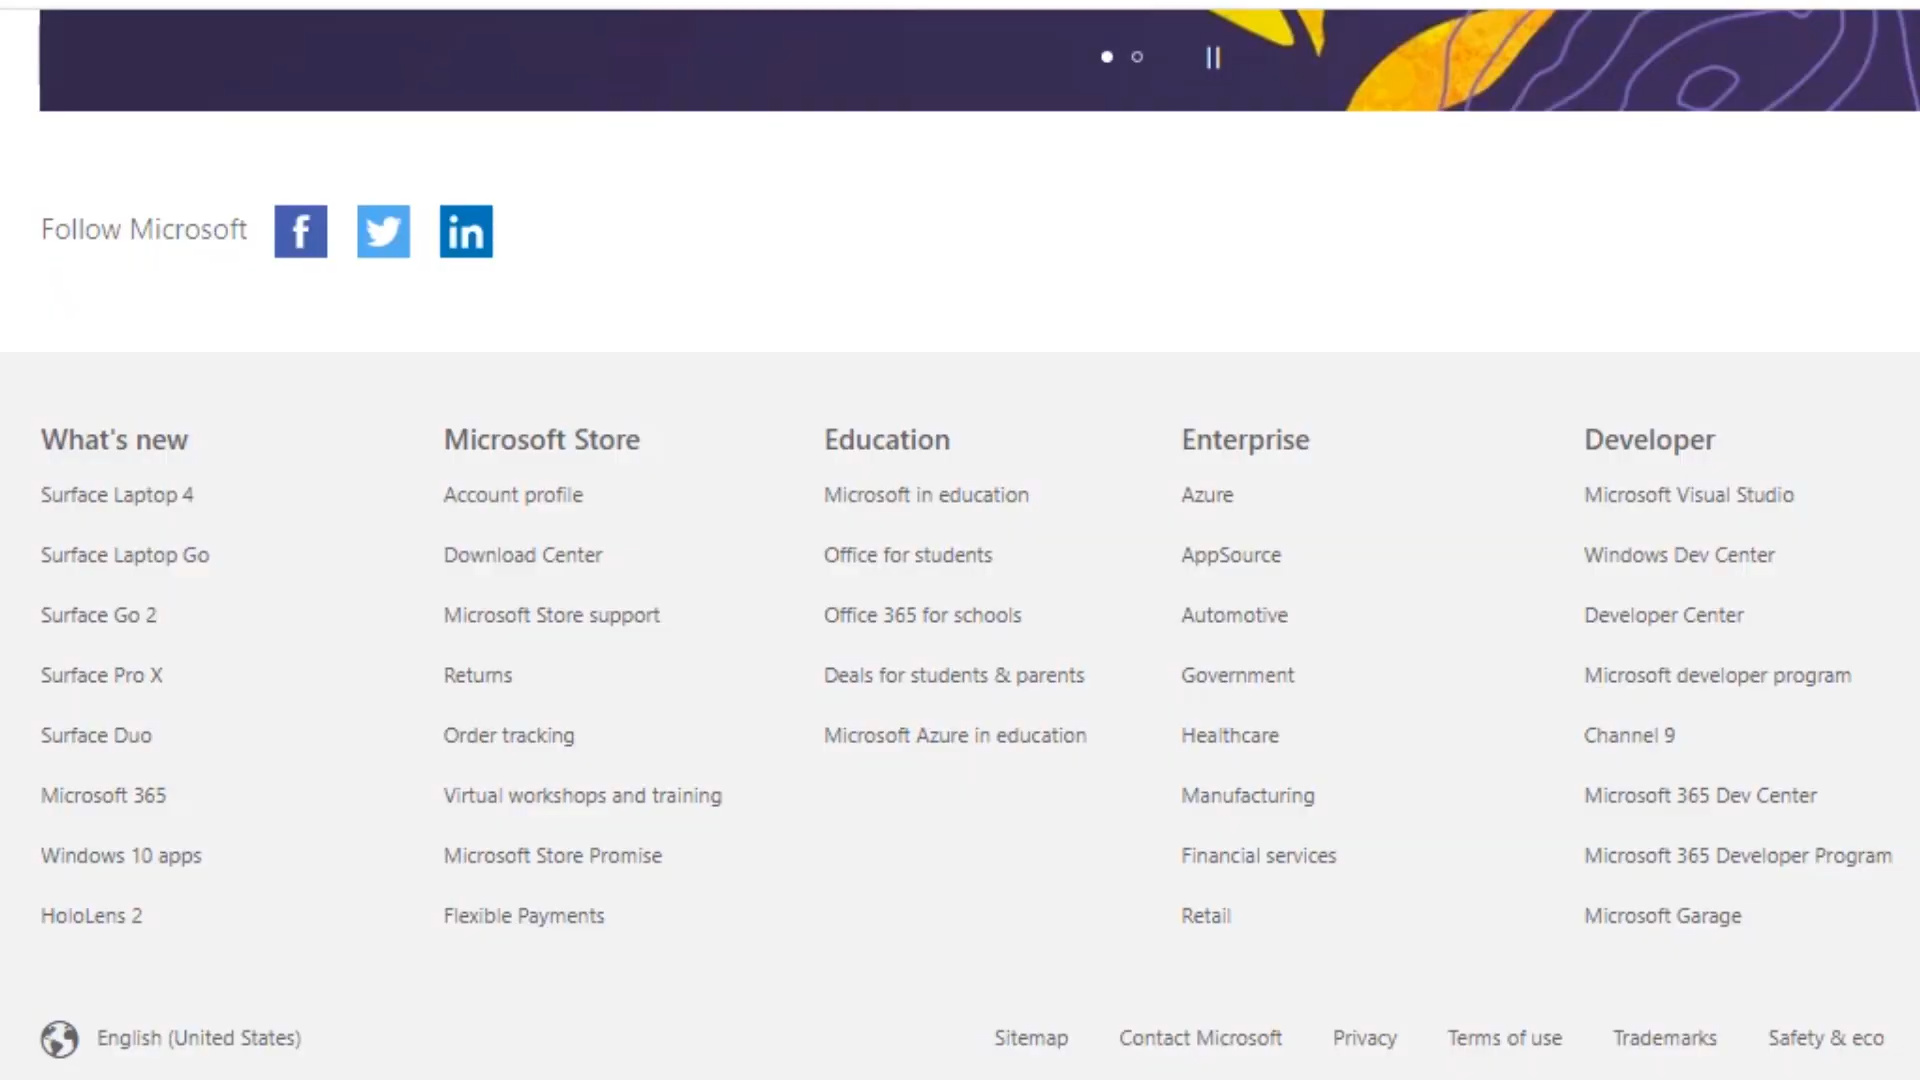 Follow Microsoft
What's new
Surface Laptop 4
Surface Laptop Go
Surface Go 2
Surface Pro X
Surface Duo
Microsoft 365
Windows 10 apps
HoloLens 2
Microsoft Store
Account profile
Download Center
Microsoft Store support
Returns
Order tracking
Virtual workshops and training
Microsoft Store Promise
Flexible Payments
Education
Microsoft in education
Office for students
Office 365 for schools
Deals for students & parents
Microsoft Azure in education
Enterprise
Azure
AppSource
Automotive
Government
Healthcare
Manufacturing
Financial services
Retail
Developer
Microsoft Visual Studio
Windows Dev Center
Developer Center
Microsoft developer program
Channel 9
Microsoft 365 Dev Center
Microsoft 365 Developer Program
Microsoft Garage
English (United States)
Sitemap
Contact Microsoft
Privacy
Terms of use
Trademarks
Safety & eco